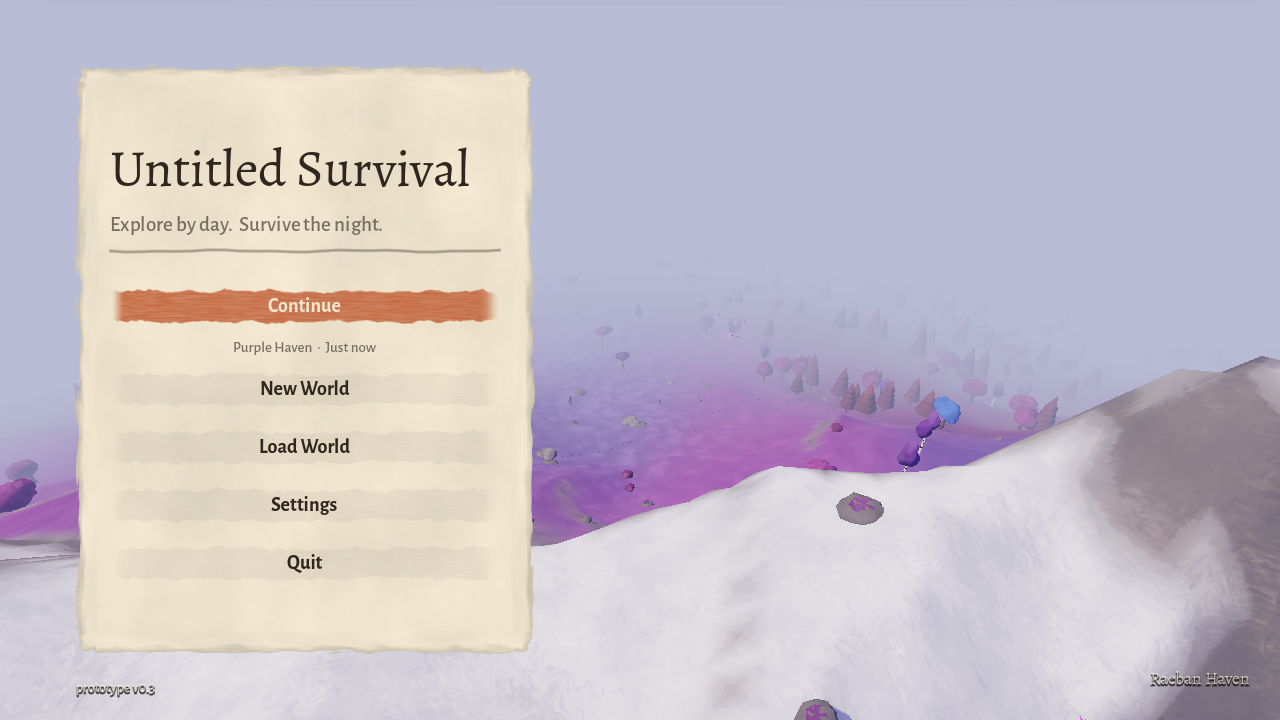 Untitled Survival
Explore by day. Survive the night.
Continue
Purple Haven · Just now
New World
Load World
Settings
Quit
prototype v0.3
Raeban Haven